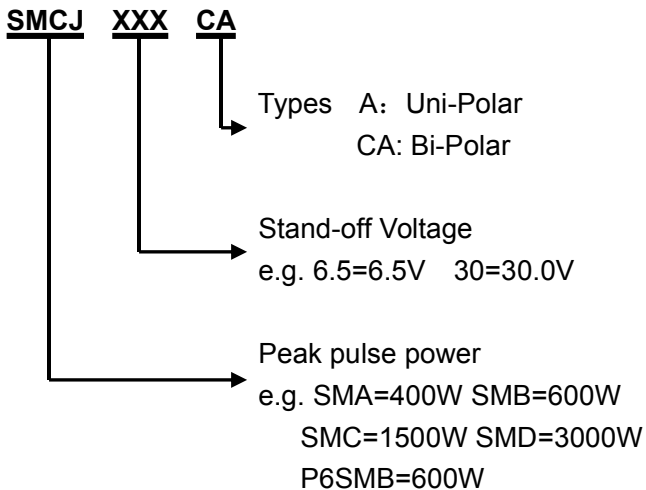 SMCJ XXX CA
Types A：Uni-Polar
CA: Bi-Polar
Stand-off Voltage
e.g. 6.5=6.5V 30=30.0V
Peak pulse power
e.g. SMA=400W SMB=600W
SMC=1500W SMD=3000W
P6SMB=600W